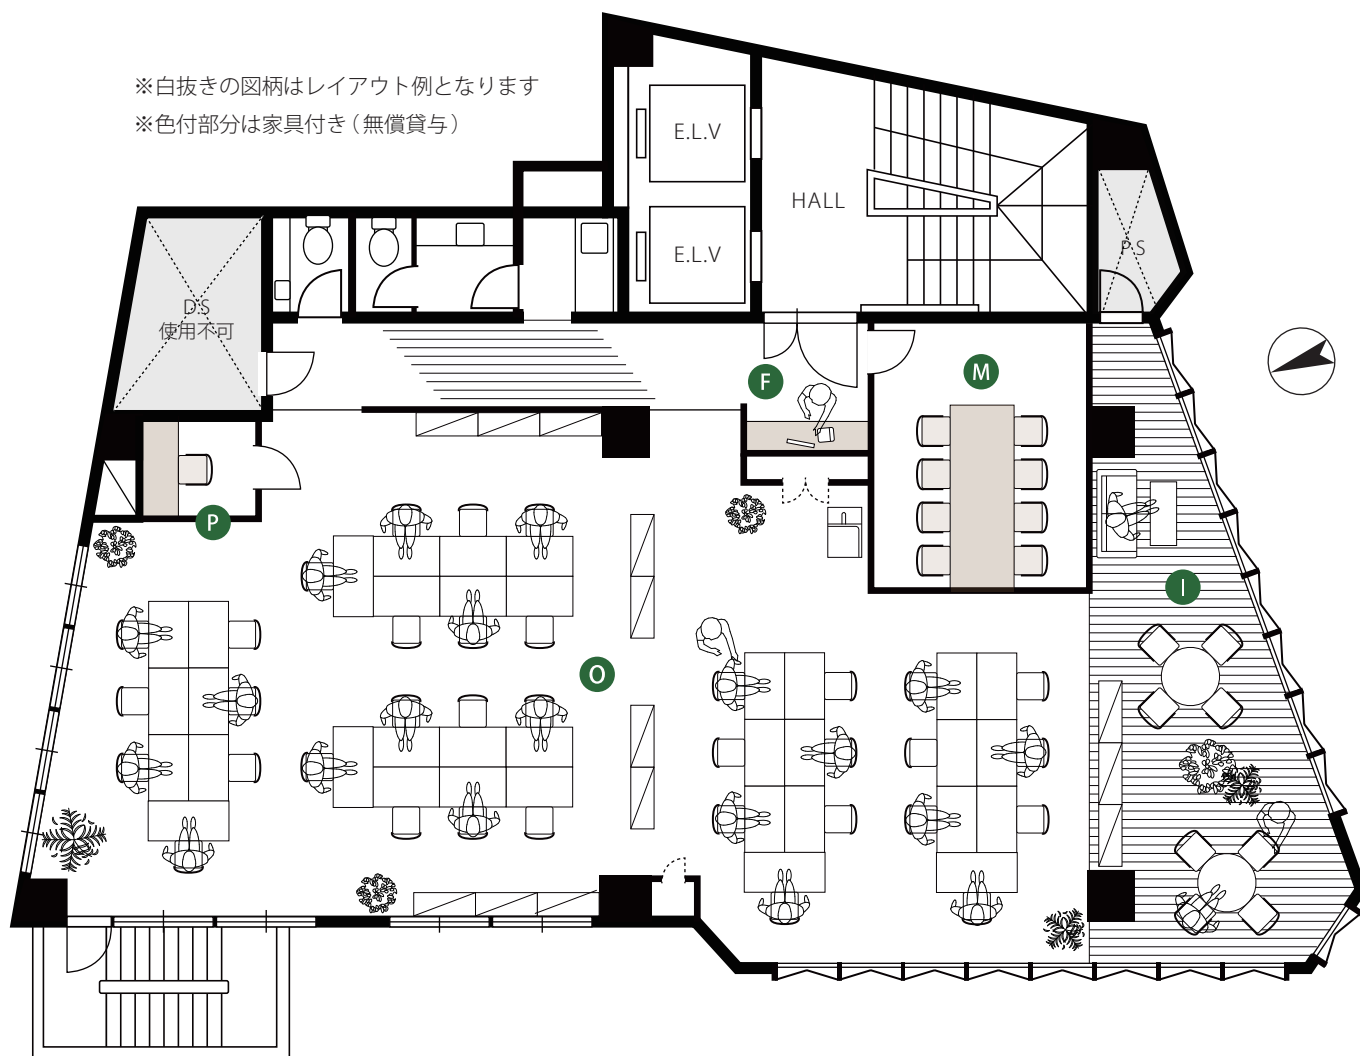 ※白抜きの図柄はレイアウト例となります
※色付部分は家具付き（無償貸与）
E.L.V
HALL
E.L.V
P.S
D.S
使用不可
F
M
P
I
O